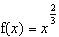 f(x) = x^{2/3}